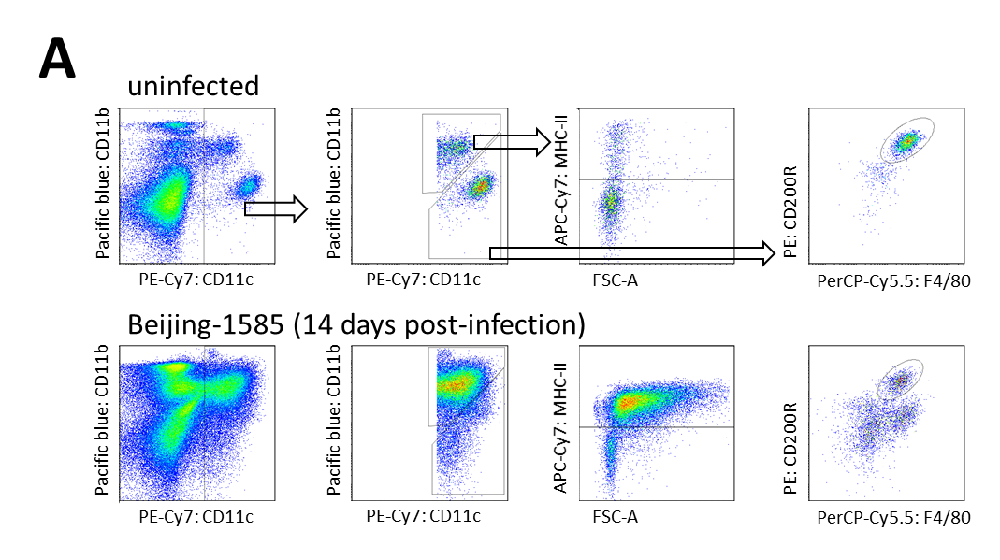 A
uninfected
Pacific blue: CD11b
PE-Cy7: CD11c
Pacific blue: CD11b
PE-Cy7: CD11c
APC-Cy7: MHC-II
FSC-A
PE: CD200R
PerCP-Cy5.5: F4/80
Beijing-1585 (14 days post-infection)
Pacific blue: CD11b
PE-Cy7: CD11c
Pacific blue: CD11b
PE-Cy7: CD11c
APC-Cy7: MHC-II
FSC-A
PE: CD200R
PerCP-Cy5.5: F4/80